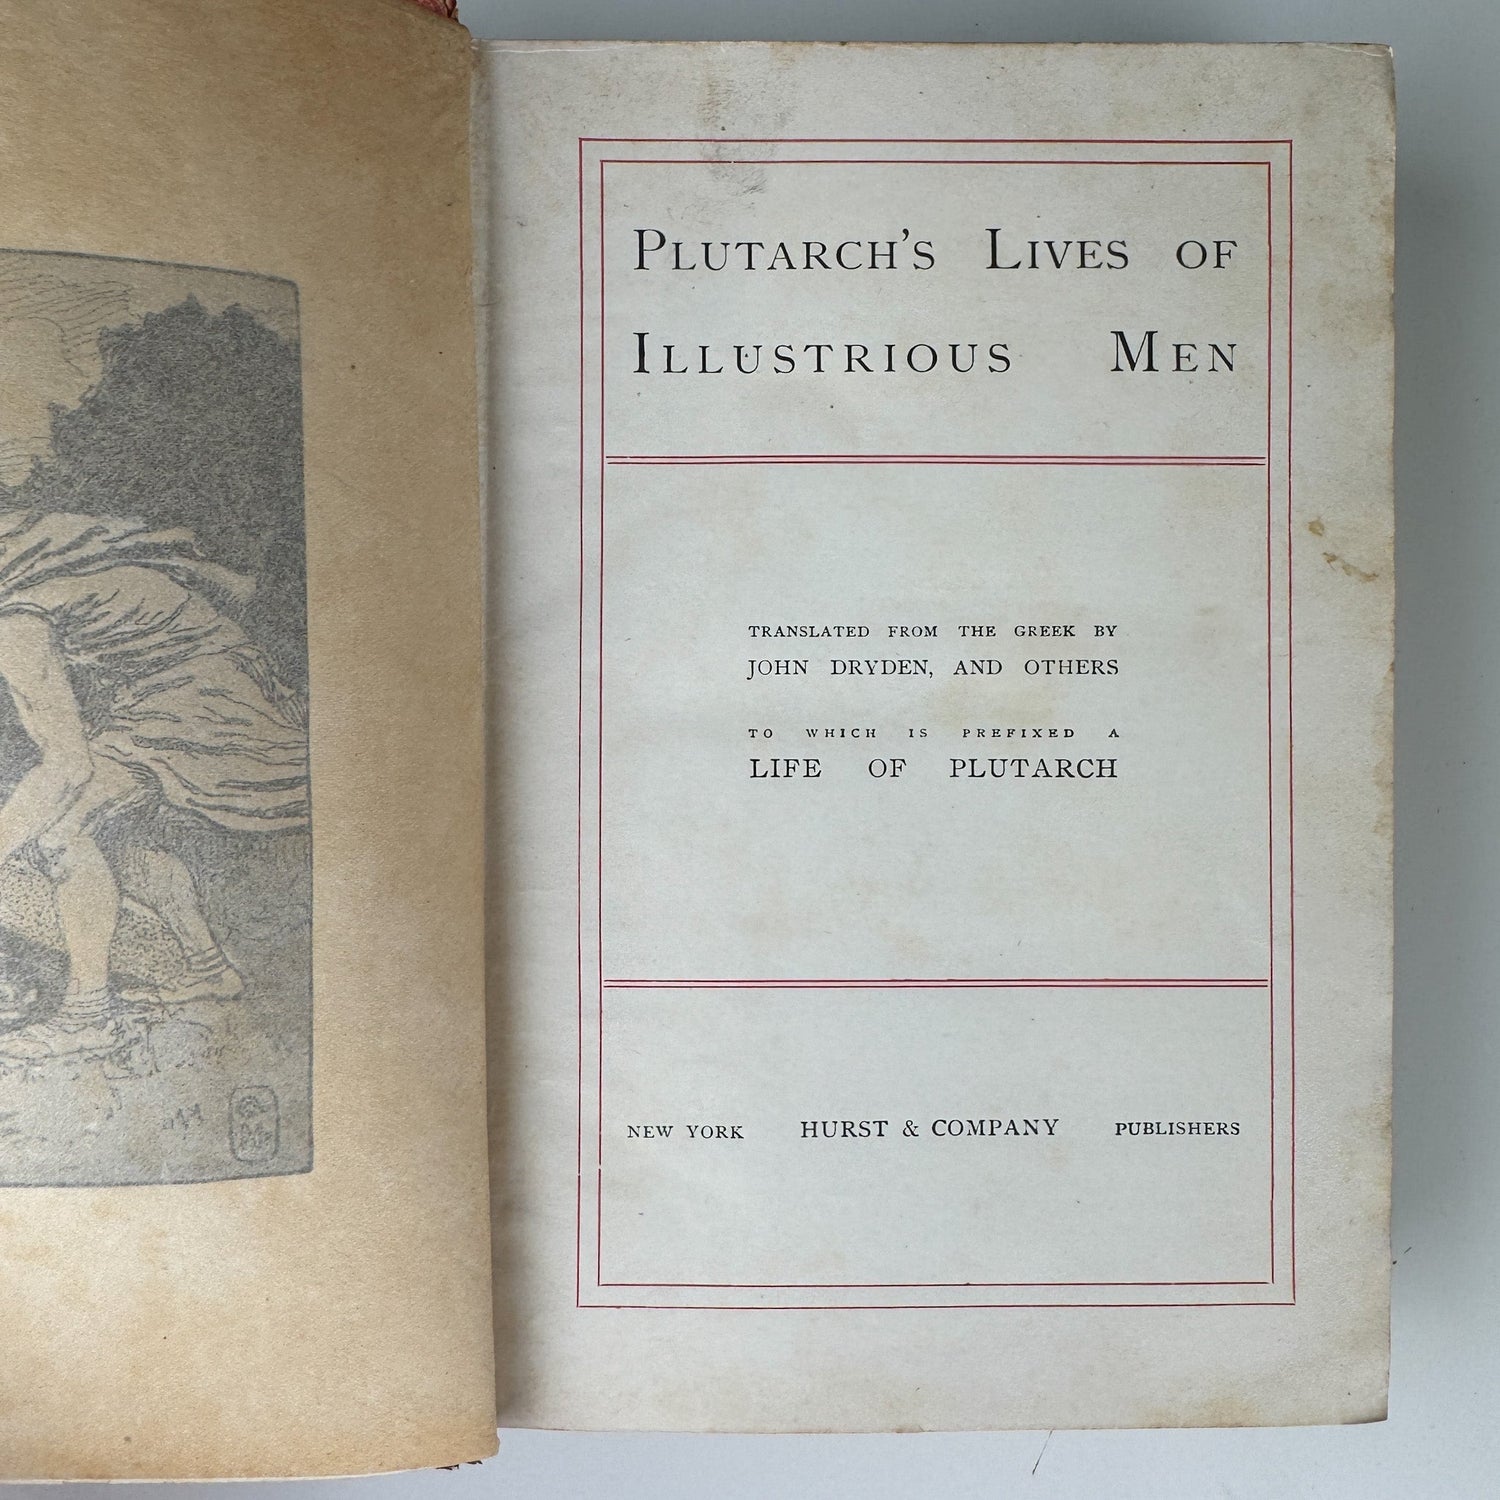 PLUTARCH'S LIVES OF
ILLUSTRIOUS MEN
TRANSLATED FROM THE GREEK BY
JOHN DRYDEN, AND OTHERS
TO WHICH IS PREFIXED A
LIFE OF PLUTARCH
NEW YORK HURST & COMPANY PUBLISHERS